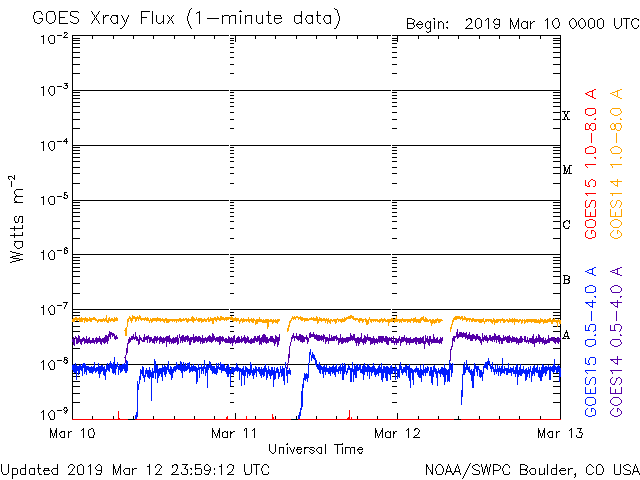 GOES Xray Flux (1-minute data)
Begin: 2019 Mar 10 0000 UTC
10⁻²
10⁻³
10⁻⁴
10⁻⁵
10⁻⁶
10⁻⁷
10⁻⁸
10⁻⁹
Watts m⁻²
X
M
C
B
A
GOES15 1.0-8.0 A
GOES14 1.0-8.0 A
GOES15 0.5-4.0 A
GOES14 0.5-4.0 A
Mar 10 Mar 11 Mar 12 Mar 13
Universal Time
Updated 2019 Mar 12 23:59:12 UTC
NOAA/SWPC Boulder, CO USA